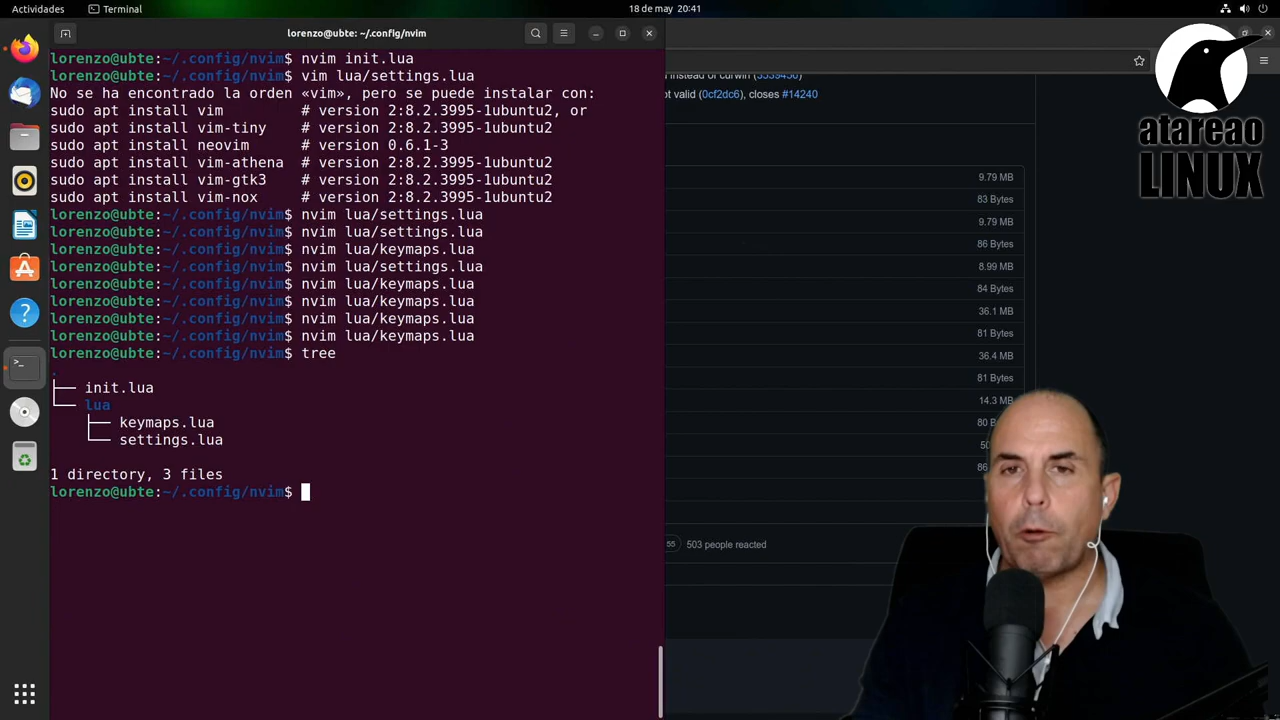 Actividades
Terminal
18 de may 20:41
lorenzo@ubte: ~/.config/nvim
lorenzo@ubte:~/.config/nvim$ nvim init.lua
lorenzo@ubte:~/.config/nvim$ vim lua/settings.lua
No se ha encontrado la orden «vim», pero se puede instalar con:
sudo apt install vim # version 2:8.2.3995-1ubuntu2, or
sudo apt install vim-tiny # version 2:8.2.3995-1ubuntu2
sudo apt install neovim # version 0.6.1-3
sudo apt install vim-athena # version 2:8.2.3995-1ubuntu2
sudo apt install vim-gtk3 # version 2:8.2.3995-1ubuntu2
sudo apt install vim-nox # version 2:8.2.3995-1ubuntu2
lorenzo@ubte:~/.config/nvim$ nvim lua/settings.lua
lorenzo@ubte:~/.config/nvim$ nvim lua/settings.lua
lorenzo@ubte:~/.config/nvim$ nvim lua/keymaps.lua
lorenzo@ubte:~/.config/nvim$ nvim lua/settings.lua
lorenzo@ubte:~/.config/nvim$ nvim lua/keymaps.lua
lorenzo@ubte:~/.config/nvim$ nvim lua/keymaps.lua
lorenzo@ubte:~/.config/nvim$ nvim lua/keymaps.lua
lorenzo@ubte:~/.config/nvim$ nvim lua/keymaps.lua
lorenzo@ubte:~/.config/nvim$ tree
.
├── init.lua
└── lua
├── keymaps.lua
└── settings.lua
1 directory, 3 files
lorenzo@ubte:~/.config/nvim$
not valid (0cf2dc6), closes #14240
9.79 MB
83 Bytes
9.79 MB
86 Bytes
8.99 MB
84 Bytes
36.1 MB
81 Bytes
36.4 MB
81 Bytes
14.3 MB
55 503 people reacted
atareao
LINUX